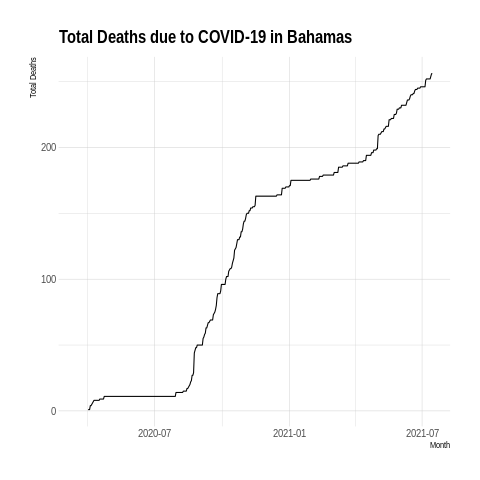 Total Deaths due to COVID-19 in Bahamas
Total Deaths
200
100
0
2020-07
2021-01
2021-07
Month